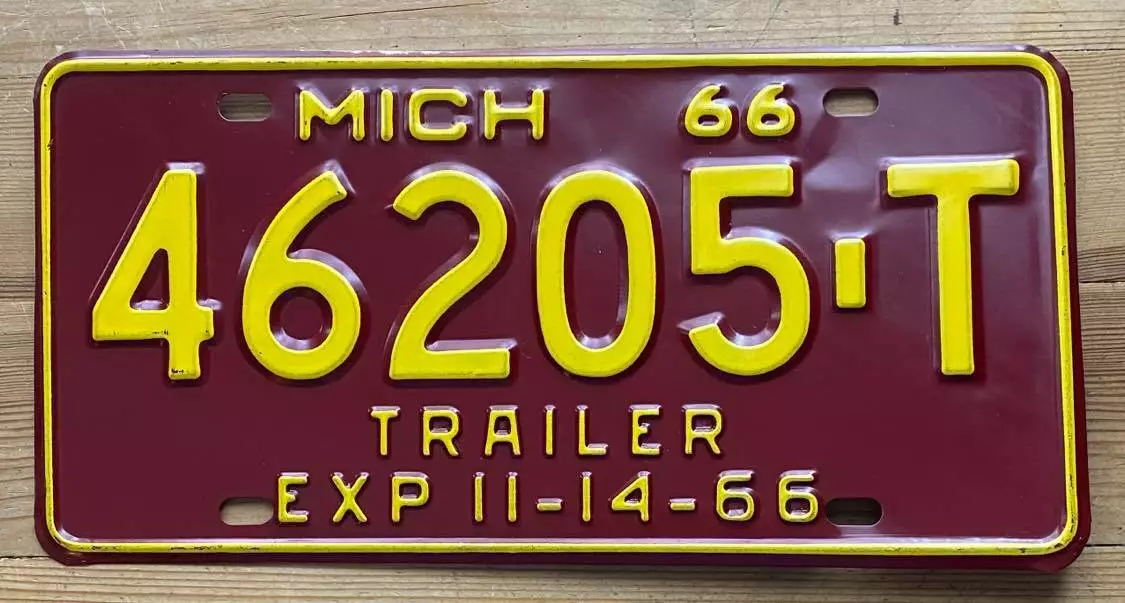 MICH 66
46205-T
TRAILER
EXP 11-14-66